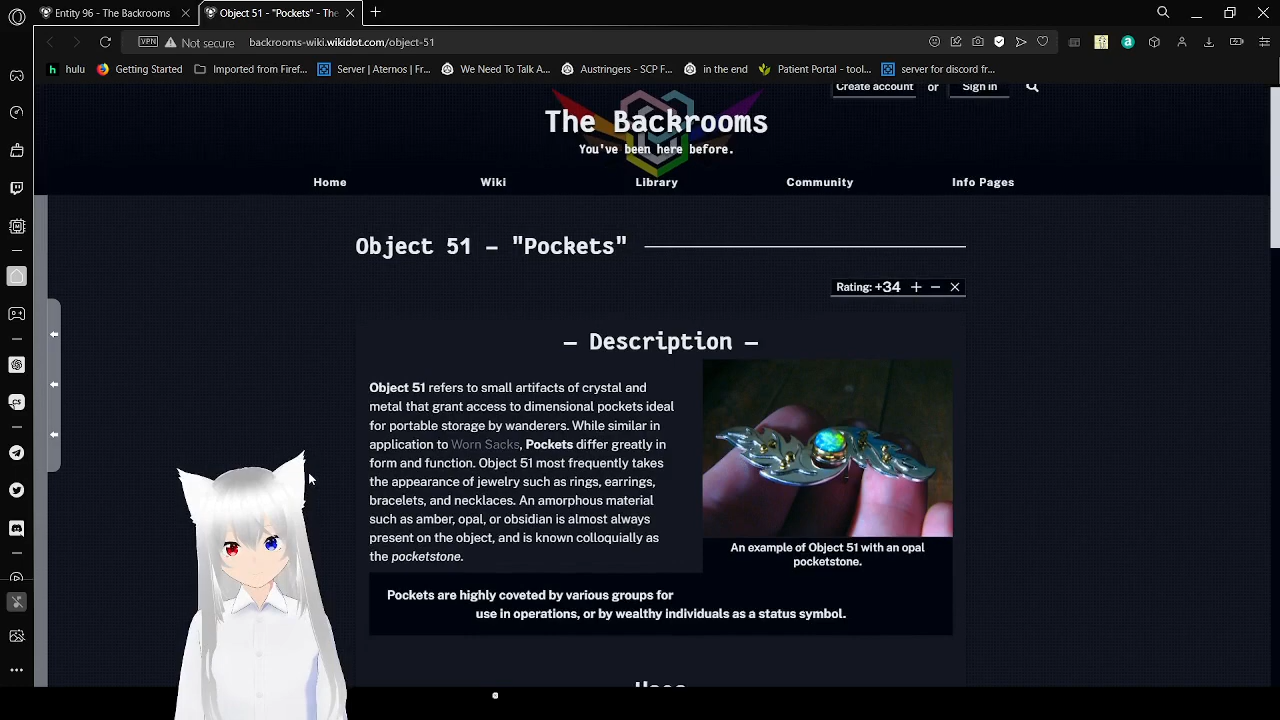 Entity 96 - The Backrooms
Object 51 - "Pockets" - The
VPN
Not secure
backrooms-wiki.wikidot.com/object-51
hulu
Getting Started
Imported from Firef...
Server | Aternos | Fr...
We Need To Talk A...
Austringers - SCP F...
in the end
Patient Portal - tool...
server for discord fr...
Create account or Sign in
The Backrooms
You've been here before.
Home
Wiki
Library
Community
Info Pages
Object 51 – "Pockets"
Rating: +34 + – X
— Description —
Object 51 refers to small artifacts of crystal and
metal that grant access to dimensional pockets ideal
for portable storage by wanderers. While similar in
application to Worn Sacks, Pockets differ greatly in
form and function. Object 51 most frequently takes
the appearance of jewelry such as rings, earrings,
bracelets, and necklaces. An amorphous material
such as amber, opal, or obsidian is almost always
present on the object, and is known colloquially as
the pocketstone.
An example of Object 51 with an opal
pocketstone.
Pockets are highly coveted by various groups for
use in operations, or by wealthy individuals as a status symbol.